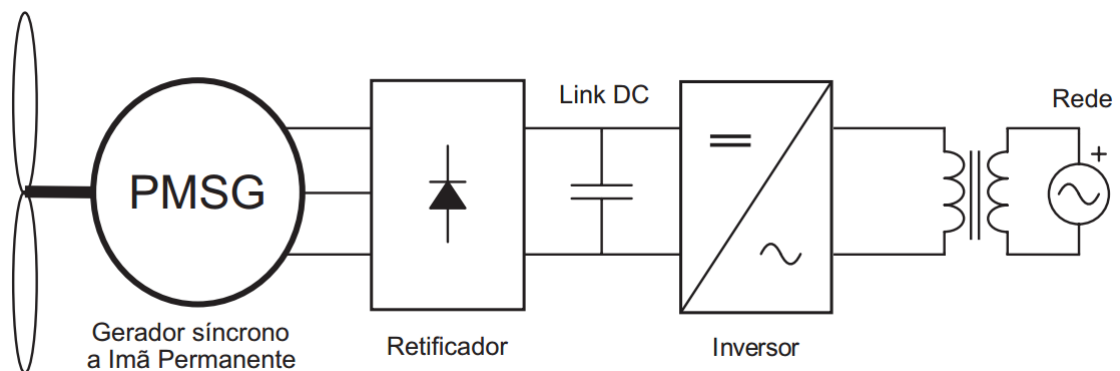 Link DC
Rede
PMSG
Gerador síncrono
a Imã Permanente
Retificador
Inversor
+